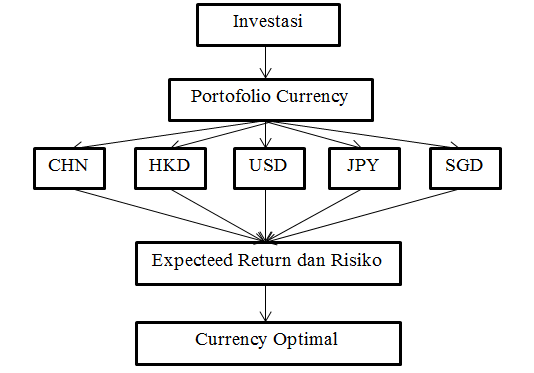 Investasi
Portofolio Currency
CHN HKD USD JPY SGD
Expecteed Return dan Risiko
Currency Optimal